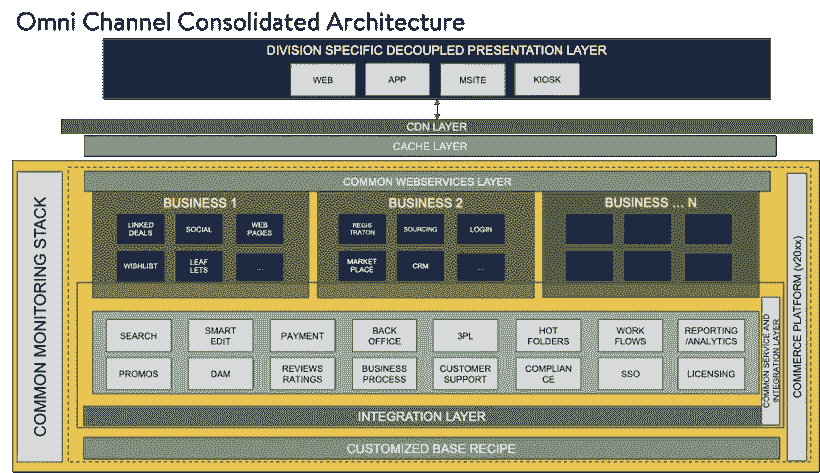 Omni Channel Consolidated Architecture
DIVISION SPECIFIC DECOUPLED PRESENTATION LAYER
WEB
APP
MSITE
KIOSK
CDN LAYER
CACHE LAYER
COMMON MONITORING STACK
COMMON WEBSERVICES LAYER
BUSINESS 1
LINKED
DEALS
SOCIAL
WEB
PAGES
WISHLIST
LEAF
LETS
...
BUSINESS 2
REGIS
TRATON
SOURCING
LOGIN
MARKET
PLACE
CRM
...
BUSINESS ... N
SEARCH
SMART
EDIT
PAYMENT
BACK
OFFICE
3PL
HOT
FOLDERS
WORK
FLOWS
REPORTING
/ANALYTICS
PROMOS
DAM
REVIEWS
RATINGS
BUSINESS
PROCESS
CUSTOMER
SUPPORT
COMPLIAN
CE
SSO
LICENSING
COMMON SERVICE AND
INTEGRATION LAYER
COMMERCE PLATFORM (v20xx)
INTEGRATION LAYER
CUSTOMIZED BASE RECIPE